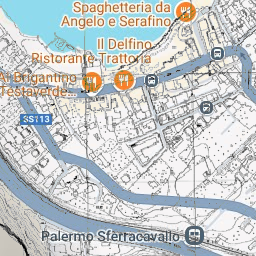 Spaghetteria da
Angelo e Serafino
Il Delfino
Ristorante Trattoria
Al Brigantino
Testaverde...
SS113
Palermo Sferracavallo